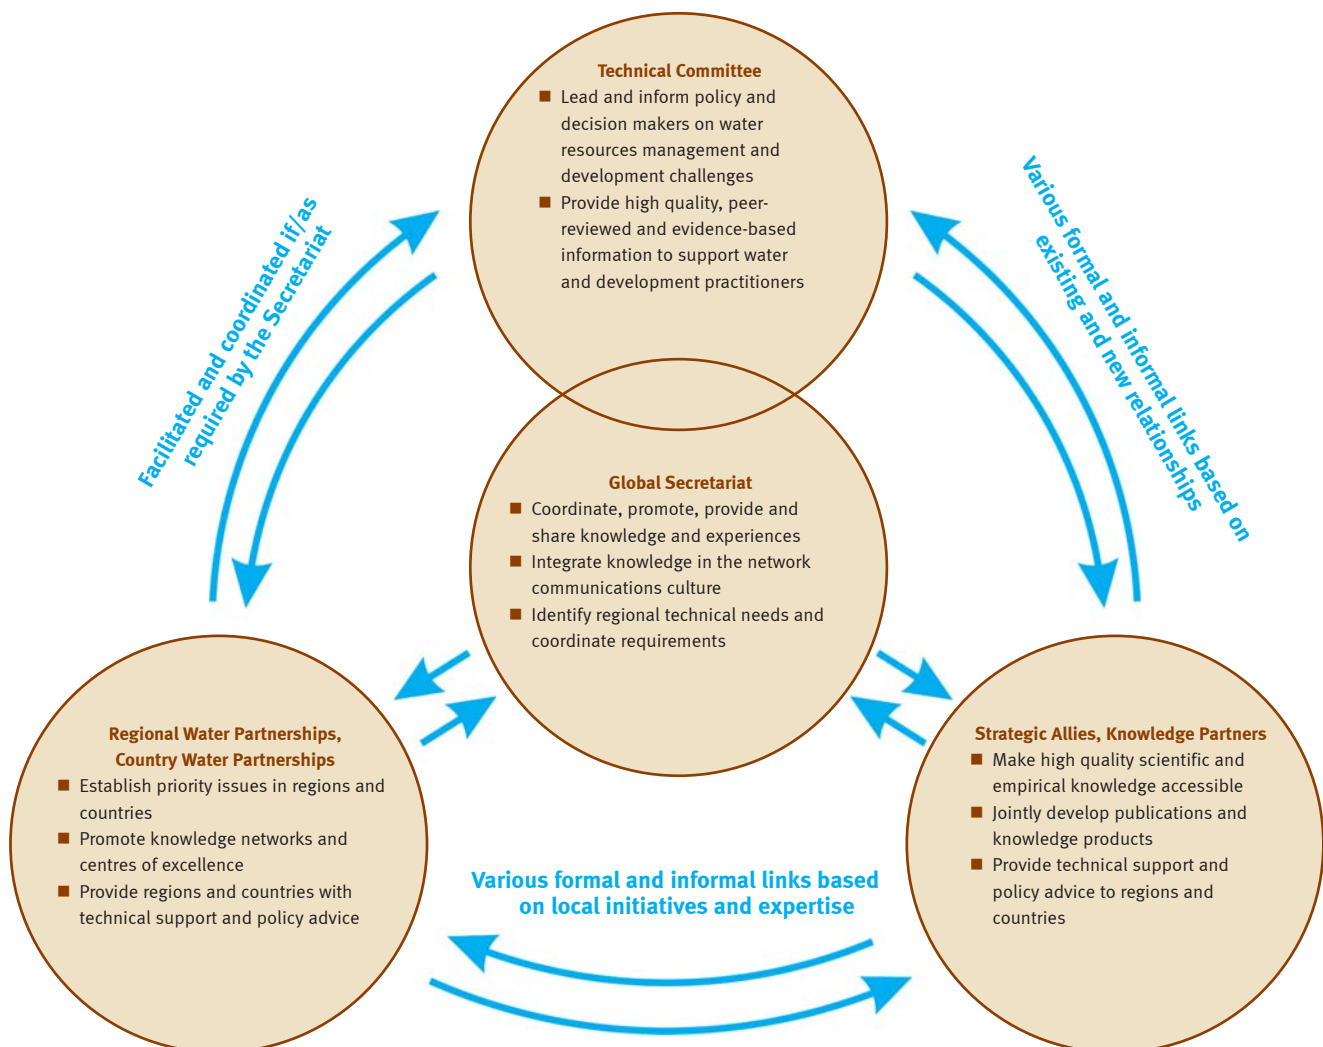 Technical Committee
Lead and inform policy and
decision makers on water
resources management and
development challenges
Provide high quality, peer-
reviewed and evidence-based
information to support water
and development practitioners
Facilitated and coordinated if/as
required by the Secretariat
Various formal and informal links based on
existing and new relationships
Global Secretariat
Coordinate, promote, provide and
share knowledge and experiences
Integrate knowledge in the network
communications culture
Identify regional technical needs and
coordinate requirements
Regional Water Partnerships,
Country Water Partnerships
Establish priority issues in regions and
countries
Promote knowledge networks and
centres of excellence
Provide regions and countries with
technical support and policy advice
Strategic Allies, Knowledge Partners
Make high quality scientific and
empirical knowledge accessible
Jointly develop publications and
knowledge products
Provide technical support and
policy advice to regions and
countries
Various formal and informal links based
on local initiatives and expertise